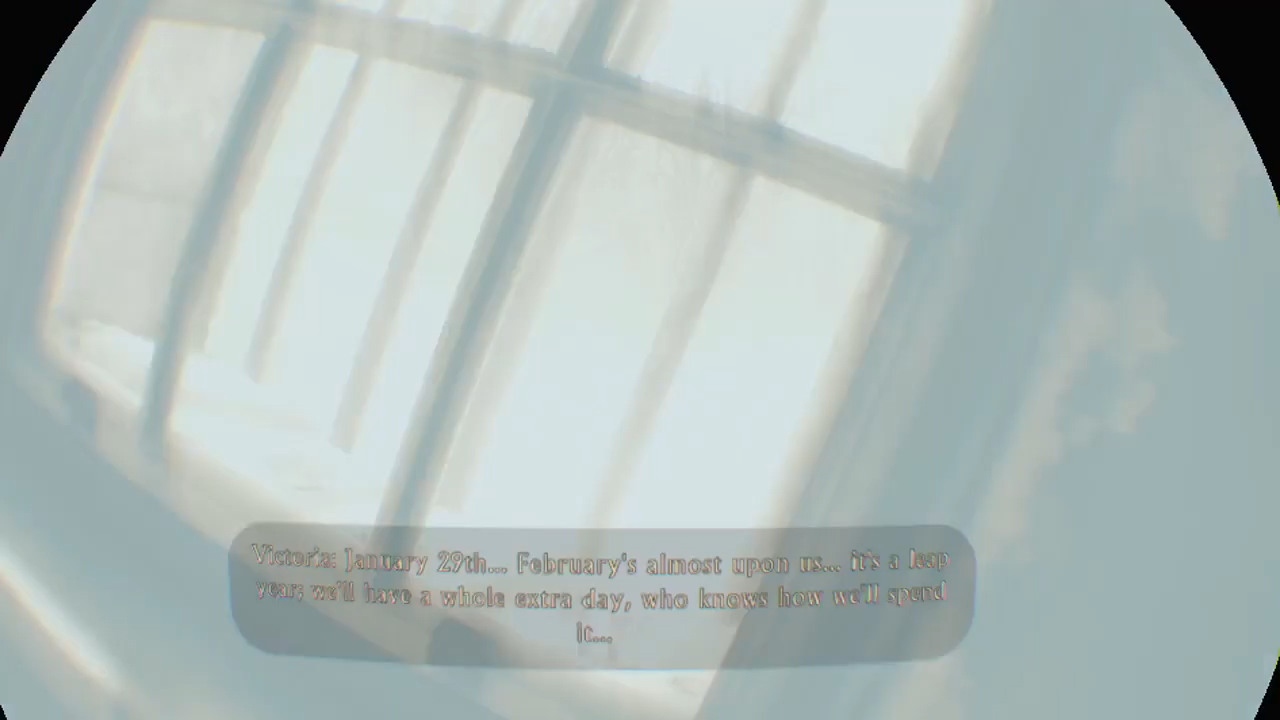 Victoria: January 29th... February's almost upon us... it's a leap
year; we'll have a whole extra day, who knows how we'll spend
it...